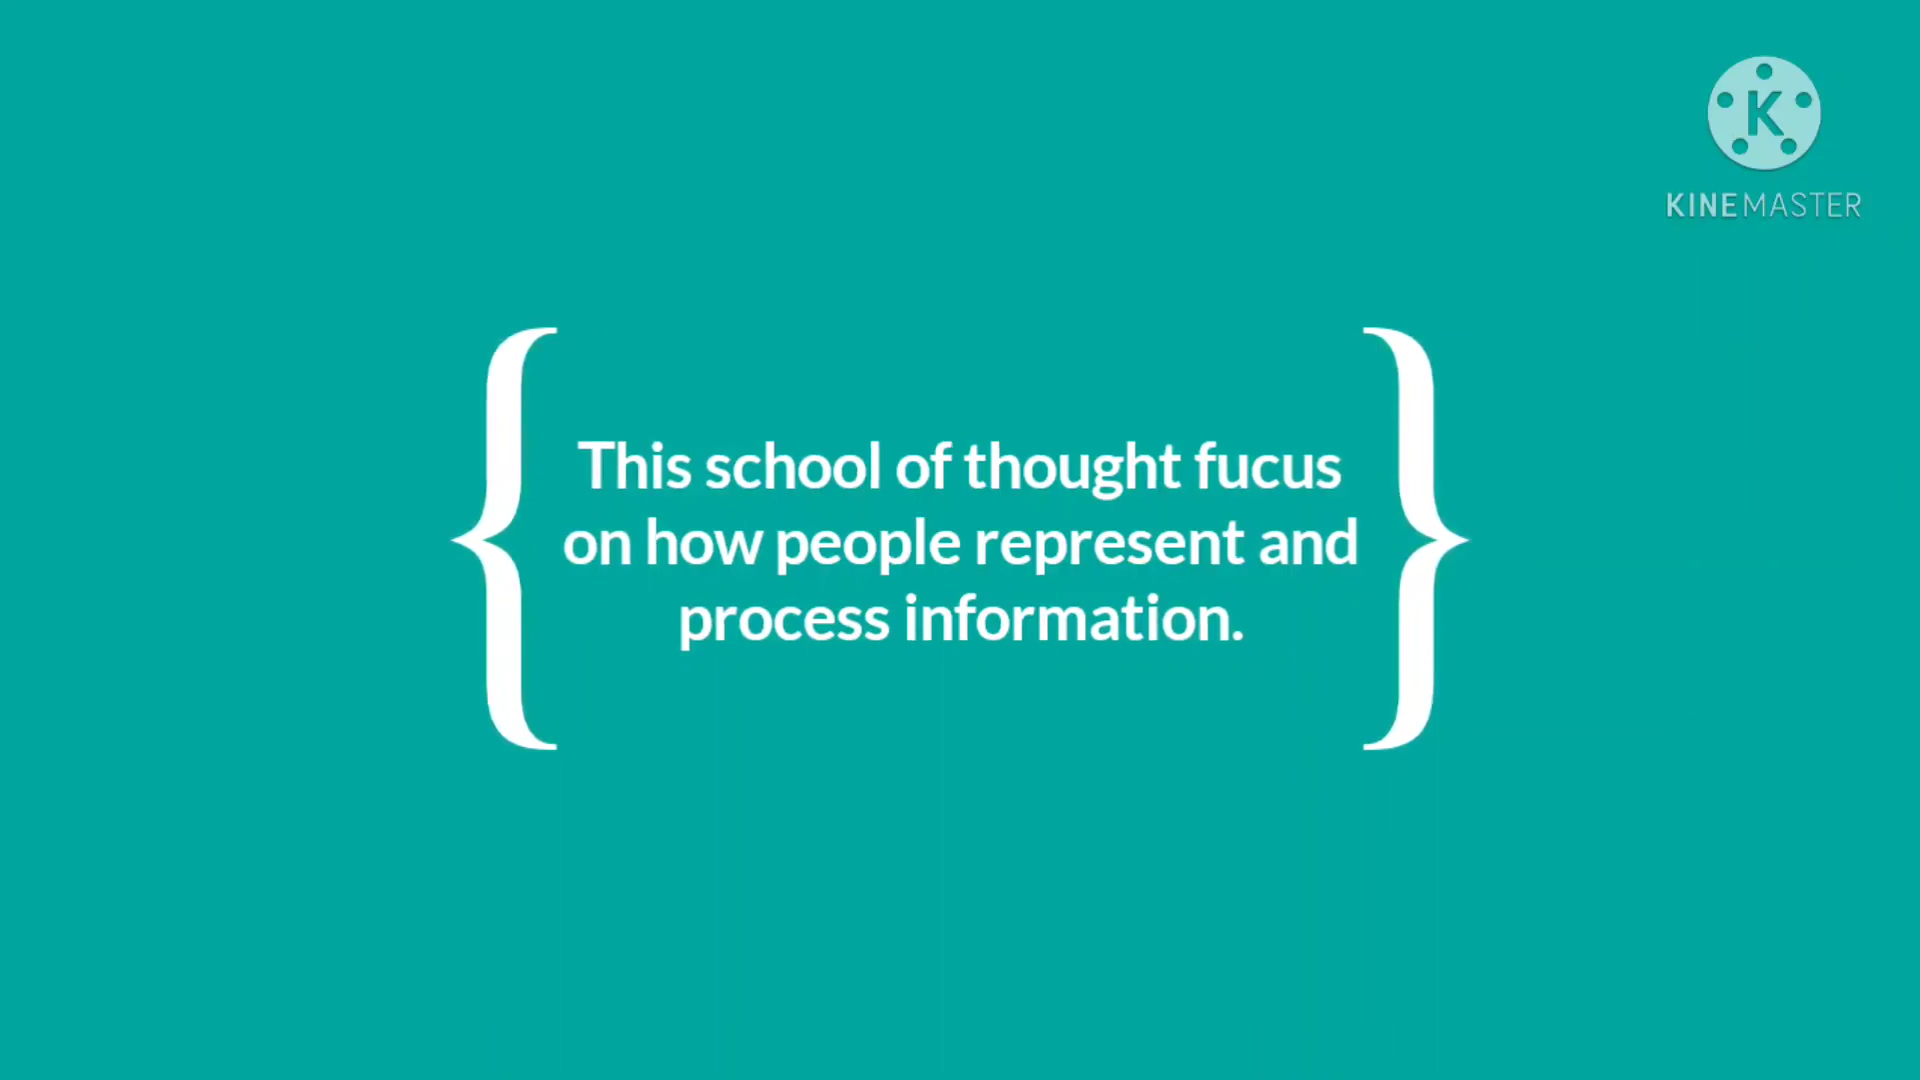 K
KINEMASTER
This school of thought fucus
on how people represent and
process information.